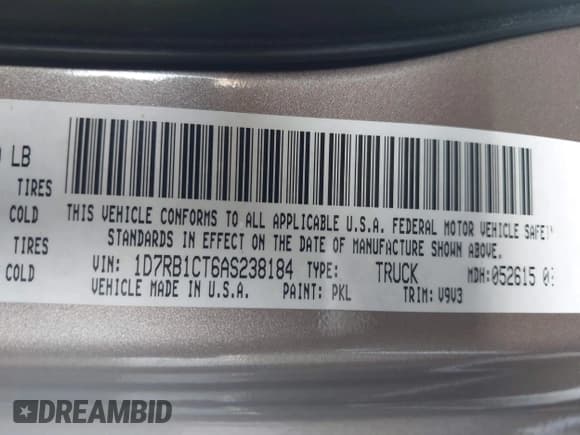 LB
TIRES
COLD
THIS VEHICLE CONFORMS TO ALL APPLICABLE U.S.A. FEDERAL MOTOR VEHICLE SAFETY
STANDARDS IN EFFECT ON THE DATE OF MANUFACTURE SHOWN ABOVE.
TIRES
COLD
VIN: 1D7RB1CT6AS238184 TYPE: TRUCK MDH: 052615 0
VEHICLE MADE IN U.S.A. PAINT: PKL TRIM: V9V3
DREAMBID